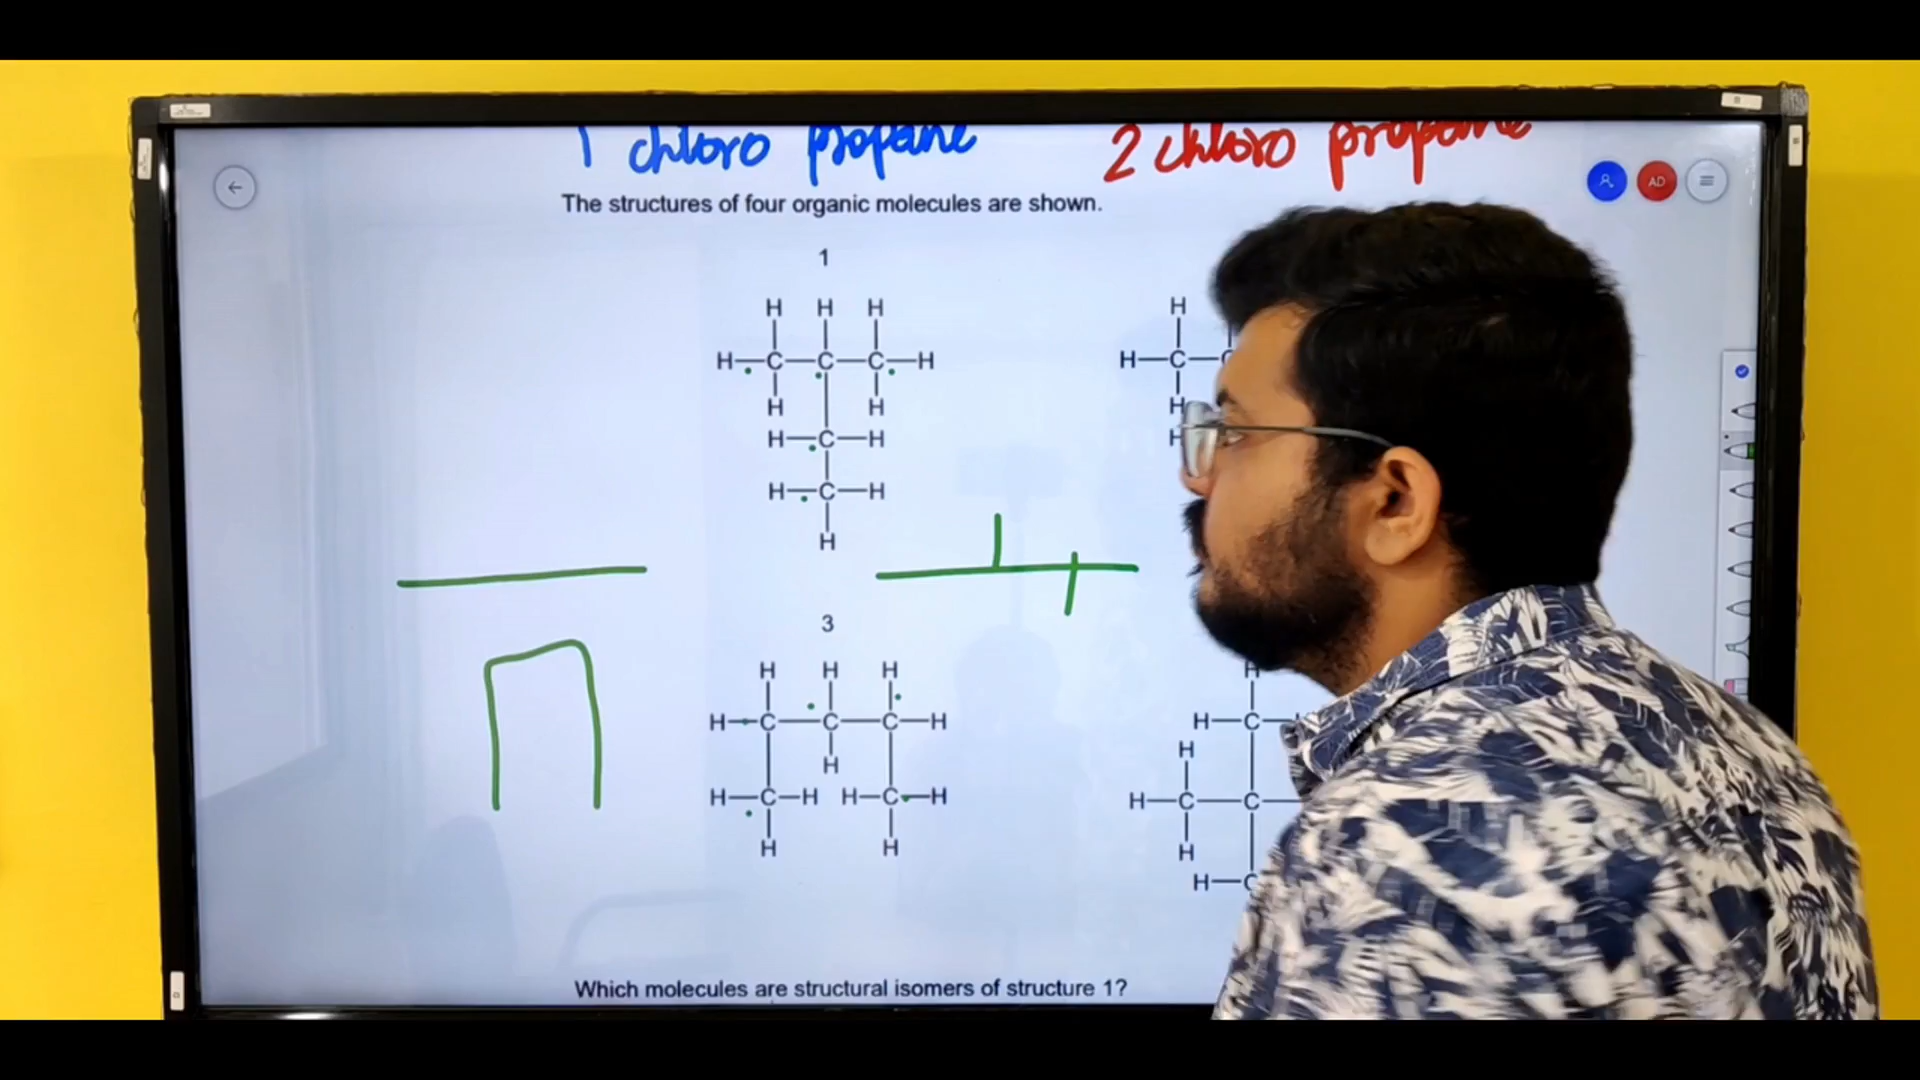 1 chloro propane 2 chloro propane
The structures of four organic molecules are shown.
AD
1
H H H
H C C C H
H H
H C H
H C H
H
H
H C C
H
H
3
H H H
H C C C H
H
H C H H C H
H H
H
H C
H
H C C
H
H C
Which molecules are structural isomers of structure 1?